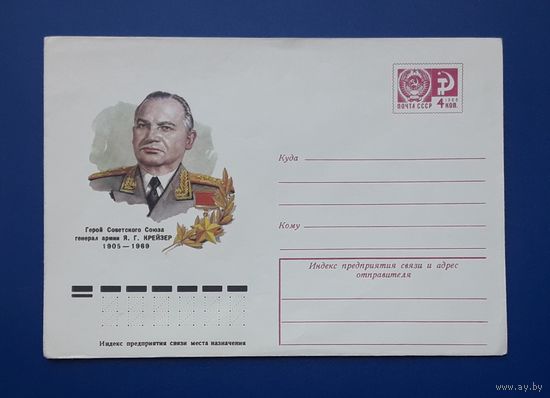 1966
ПОЧТА СССР 4 КОП.
Герой Советского Союза
генерал армии Я. Г. КРЕЙЗЕР
1905—1969
Куда
Кому
Индекс предприятия связи и адрес
отправителя
Индекс предприятия связи места назначения
www.ay.by